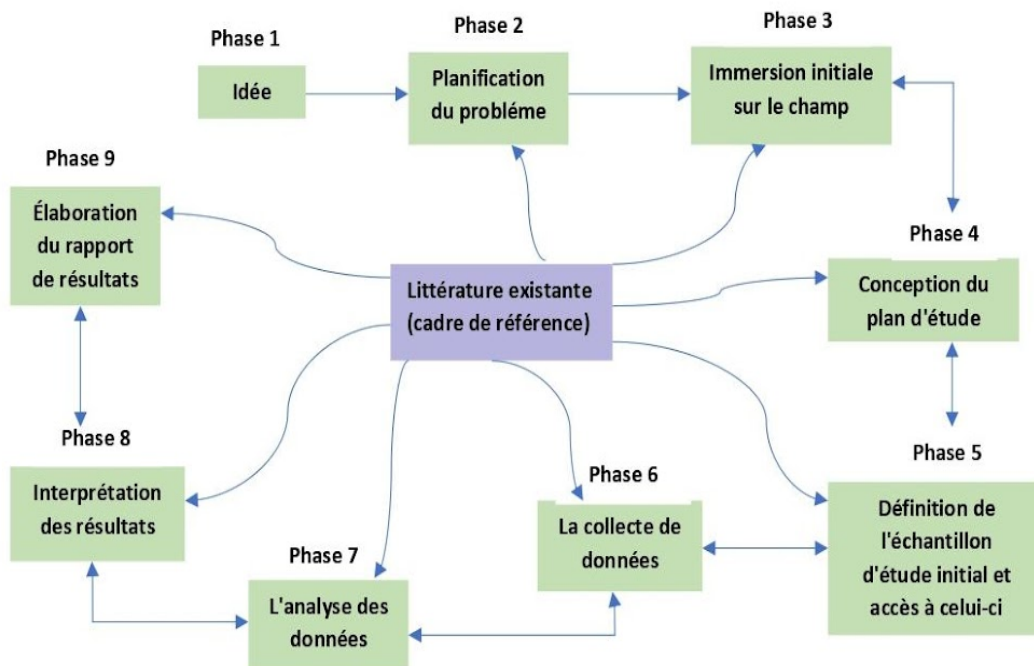 Phase 1
Idée
Phase 2
Planification
du probléme
Phase 3
Immersion initiale
sur le champ
Phase 4
Conception du
plan d'étude
Phase 5
Définition de
l'échantillon
d'étude initial et
accès à celui-ci
Phase 6
La collecte de
données
Phase 7
L'analyse des
données
Phase 8
Interprétation
des résultats
Phase 9
Élaboration
du rapport
de résultats
Littérature existante
(cadre de référence)